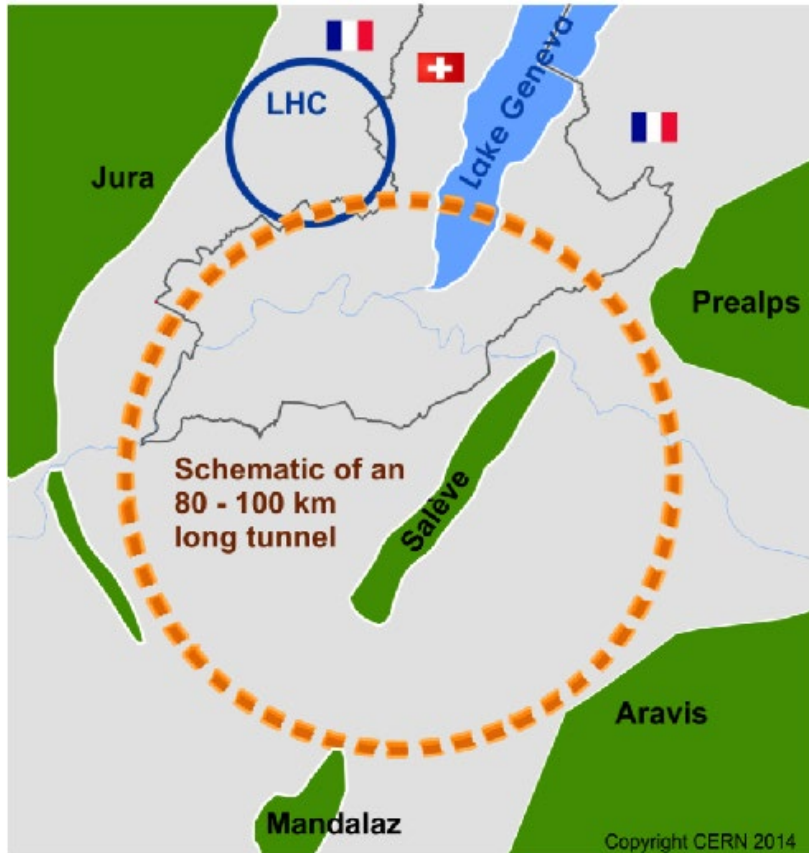 LHC
Lake Geneva
Jura
Prealps
Schematic of an
80 - 100 km
long tunnel
Salève
Aravis
Mandalaz
Copyright CERN 2014